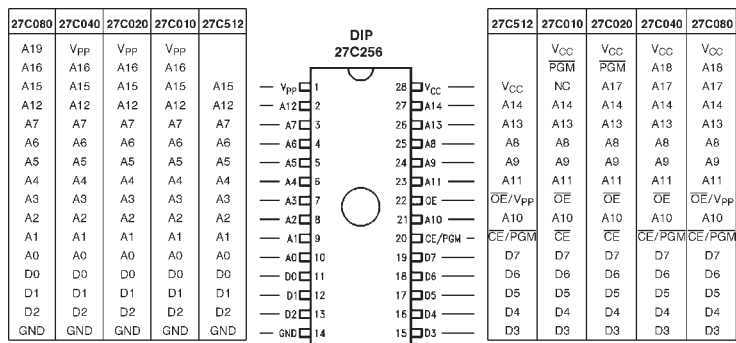 27C080 27C040 27C020 27C010 27C512
A19 VPP VPP VPP
A16 A16 A16 A16
A15 A15 A15 A15 A15
A12 A12 A12 A12 A12
A7 A7 A7 A7 A7
A6 A6 A6 A6 A6
A5 A5 A5 A5 A5
A4 A4 A4 A4 A4
A3 A3 A3 A3 A3
A2 A2 A2 A2 A2
A1 A1 A1 A1 A1
A0 A0 A0 A0 A0
D0 D0 D0 D0 D0
D1 D1 D1 D1 D1
D2 D2 D2 D2 D2
GND GND GND GND GND
DIP
27C256
VPP 1 28 VCC
A12 2 27 A14
A7 3 26 A13
A6 4 25 A8
A5 5 24 A9
A4 6 23 A11
A3 7 22 OE
A2 8 21 A10
A1 9 20 CE/PGM
A0 10 19 D7
D0 11 18 D6
D1 12 17 D5
D2 13 16 D4
GND 14 15 D3
27C512 27C010 27C020 27C040 27C080
VCC VCC VCC VCC
PGM PGM A18 A18
VCC NC A17 A17 A17
A14 A14 A14 A14 A14
A13 A13 A13 A13 A13
A8 A8 A8 A8 A8
A9 A9 A9 A9 A9
A11 A11 A11 A11 A11
OE/VPP OE OE OE OE/VPP
A10 A10 A10 A10 A10
CE/PGM CE CE CE/PGM CE/PGM
D7 D7 D7 D7 D7
D6 D6 D6 D6 D6
D5 D5 D5 D5 D5
D4 D4 D4 D4 D4
D3 D3 D3 D3 D3